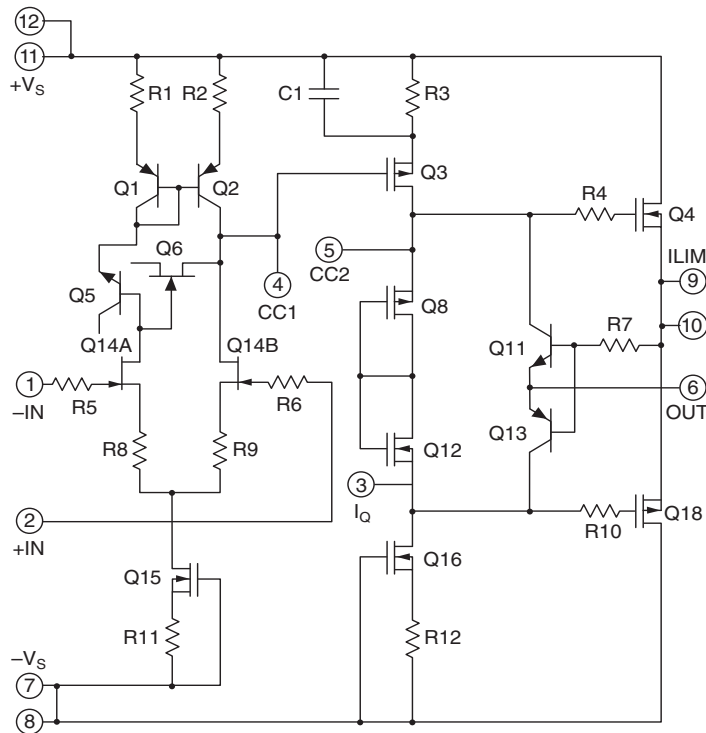 12
11
+VS
R1
R2
C1
R3
Q1
Q2
Q3
R4
Q4
Q6
5
CC2
ILIM
9
4
CC1
Q5
Q8
10
Q14A
Q14B
R7
Q11
1
–IN
R5
R6
6
OUT
Q13
R8
R9
Q12
3
IQ
2
+IN
R10
Q18
Q16
Q15
R11
R12
–VS
7
8